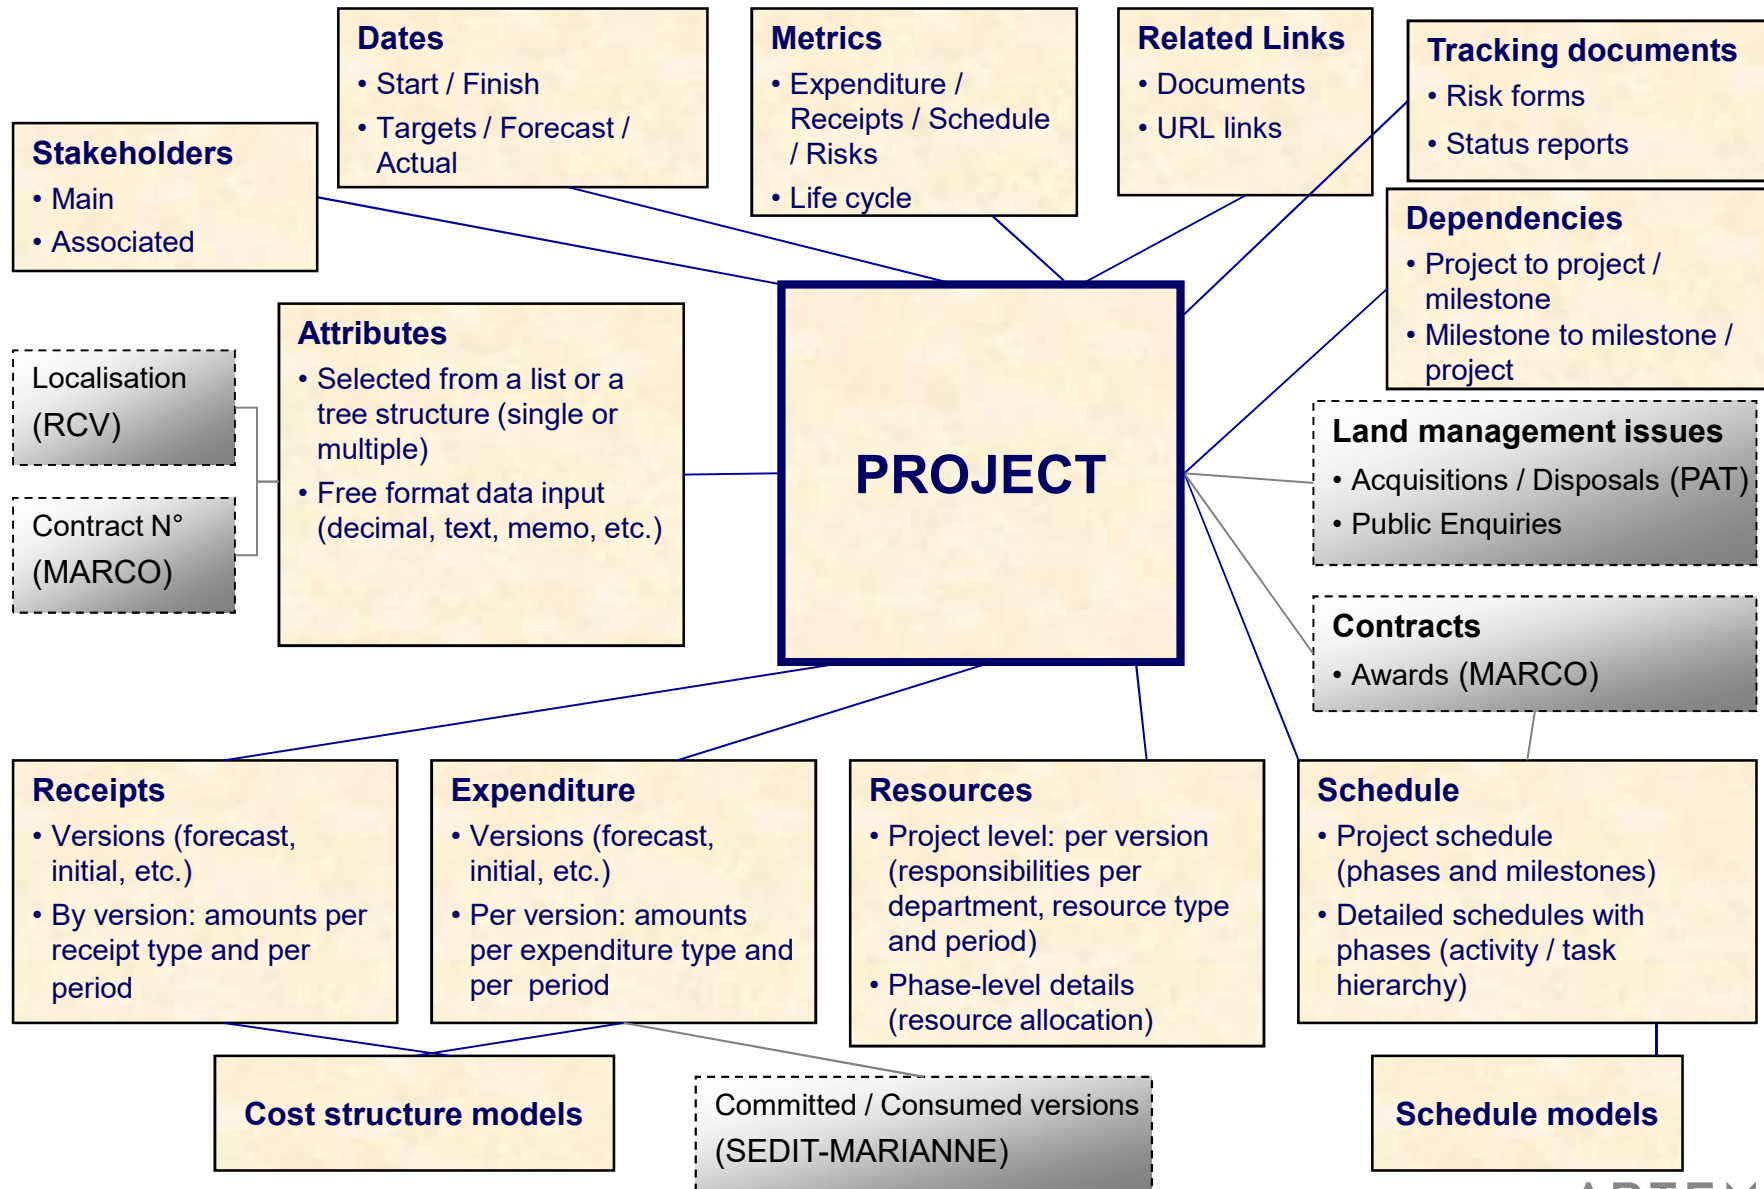 Dates
• Start / Finish
• Targets / Forecast /
Actual
Metrics
• Expenditure /
Receipts / Schedule
/ Risks
• Life cycle
Related Links
• Documents
• URL links
Tracking documents
• Risk forms
• Status reports
Stakeholders
• Main
• Associated
Dependencies
• Project to project /
milestone
• Milestone to milestone /
project
Attributes
• Selected from a list or a
tree structure (single or
multiple)
• Free format data input
(decimal, text, memo, etc.)
Localisation
(RCV)
Contract N°
(MARCO)
PROJECT
Land management issues
• Acquisitions / Disposals (PAT)
• Public Enquiries
Contracts
• Awards (MARCO)
Receipts
• Versions (forecast,
initial, etc.)
• By version: amounts per
receipt type and per
period
Expenditure
• Versions (forecast,
initial, etc.)
• Per version: amounts
per expenditure type and
per period
Resources
• Project level: per version
(responsibilities per
department, resource type
and period)
• Phase-level details
(resource allocation)
Schedule
• Project schedule
(phases and milestones)
• Detailed schedules with
phases (activity / task
hierarchy)
Cost structure models
Committed / Consumed versions
(SEDIT-MARIANNE)
Schedule models